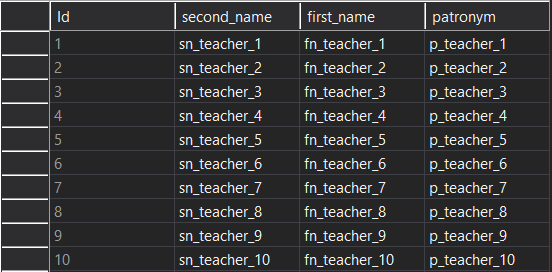 Id second_name first_name patronym
1 sn_teacher_1 fn_teacher_1 p_teacher_1
2 sn_teacher_2 fn_teacher_2 p_teacher_2
3 sn_teacher_3 fn_teacher_3 p_teacher_3
4 sn_teacher_4 fn_teacher_4 p_teacher_4
5 sn_teacher_5 fn_teacher_5 p_teacher_5
6 sn_teacher_6 fn_teacher_6 p_teacher_6
7 sn_teacher_7 fn_teacher_7 p_teacher_7
8 sn_teacher_8 fn_teacher_8 p_teacher_8
9 sn_teacher_9 fn_teacher_9 p_teacher_9
10 sn_teacher_10 fn_teacher_10 p_teacher_10